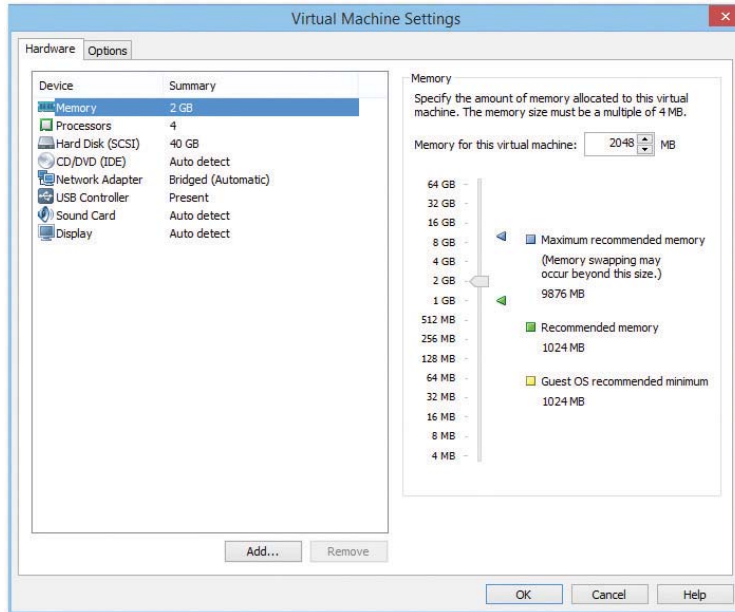 Virtual Machine Settings
Hardware Options
Device Summary
Memory 2 GB
Processors 4
Hard Disk (SCSI) 40 GB
CD/DVD (IDE) Auto detect
Network Adapter Bridged (Automatic)
USB Controller Present
Sound Card Auto detect
Display Auto detect
Add... Remove
Memory
Specify the amount of memory allocated to this virtual
machine. The memory size must be a multiple of 4 MB.
Memory for this virtual machine: 2048 MB
64 GB
32 GB
16 GB
8 GB
4 GB
2 GB
1 GB
512 MB
256 MB
128 MB
64 MB
32 MB
16 MB
8 MB
4 MB
Maximum recommended memory
(Memory swapping may
occur beyond this size.)
9876 MB
Recommended memory
1024 MB
Guest OS recommended minimum
1024 MB
OK Cancel Help